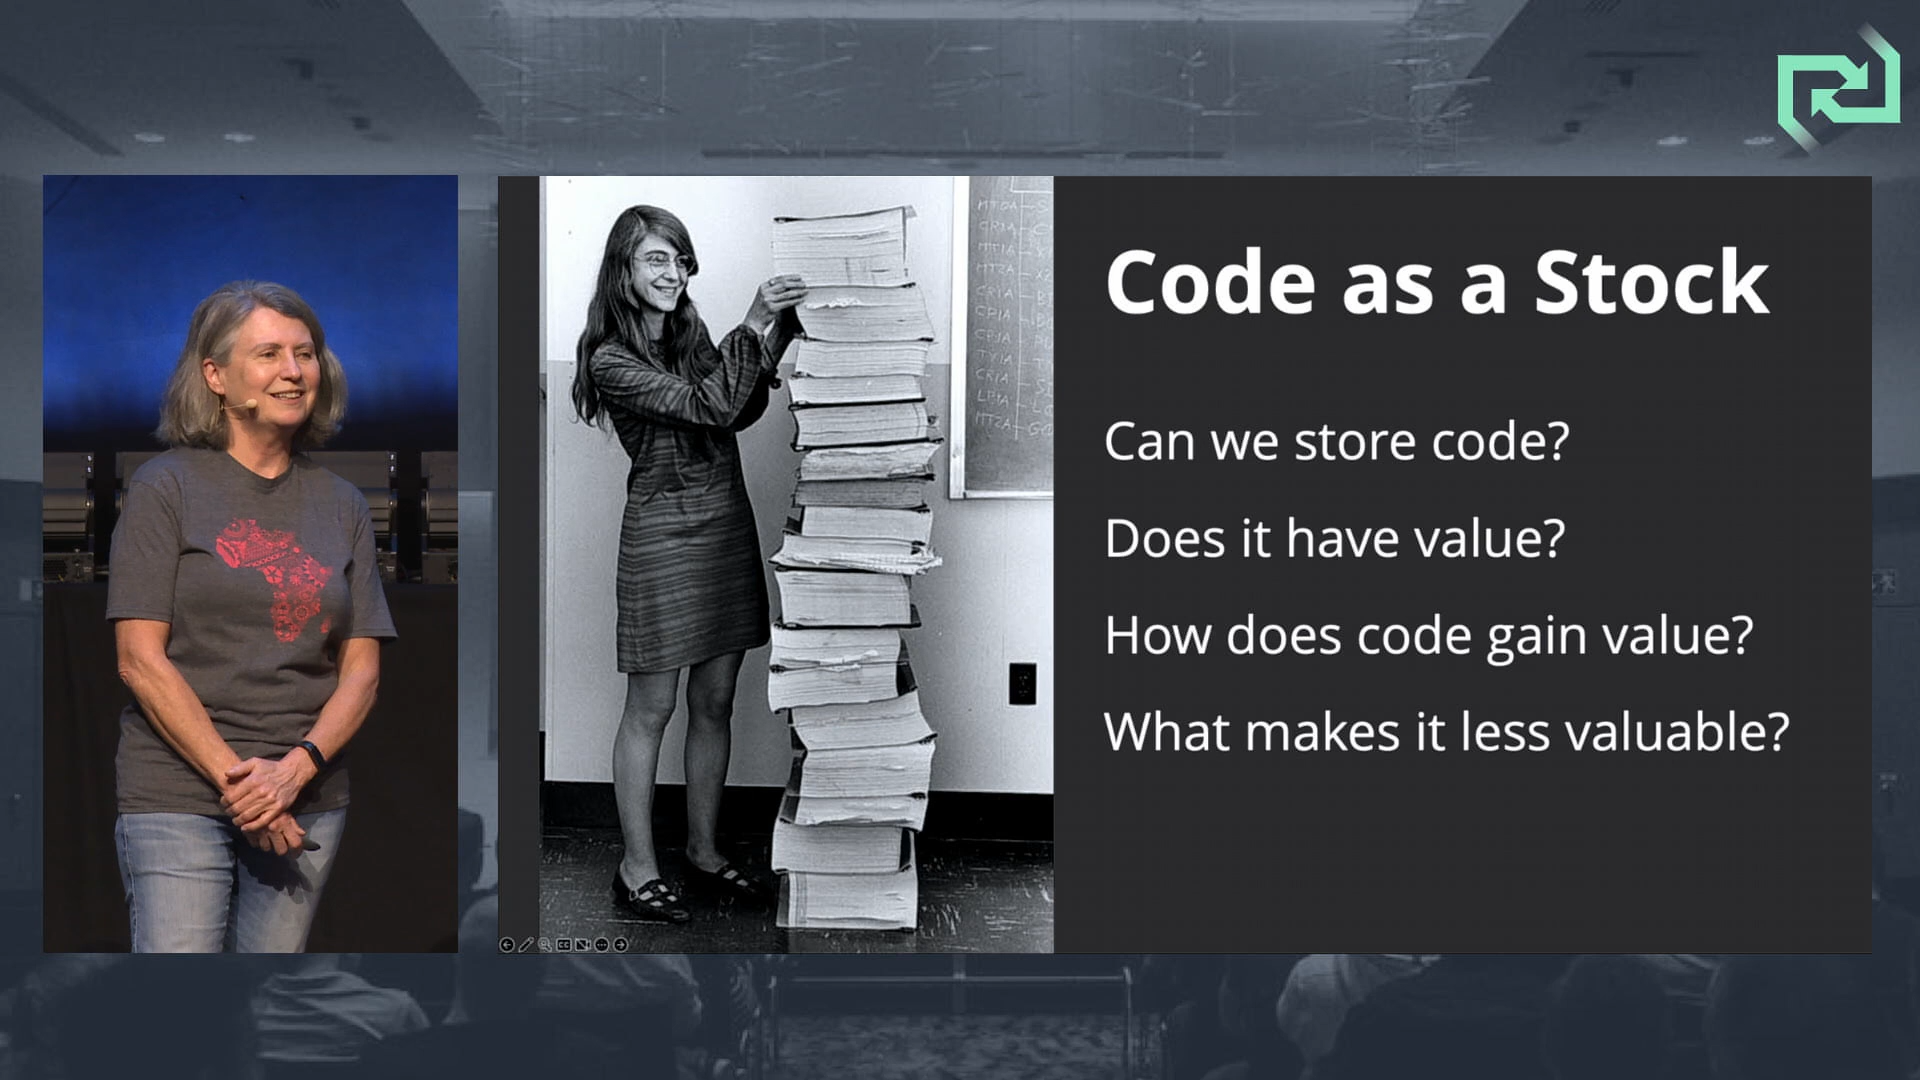 Code as a Stock
Can we store code?
Does it have value?
How does code gain value?
What makes it less valuable?